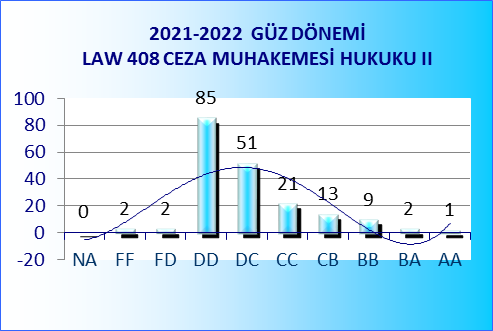 2021-2022 GÜZ DÖNEMİ
LAW 408 CEZA MUHAKEMESİ HUKUKU II
100
80
60
40
20
0
-20
0 2 2 85 51 21 13 9 2 1
NA FF FD DD DC CC CB BB BA AA